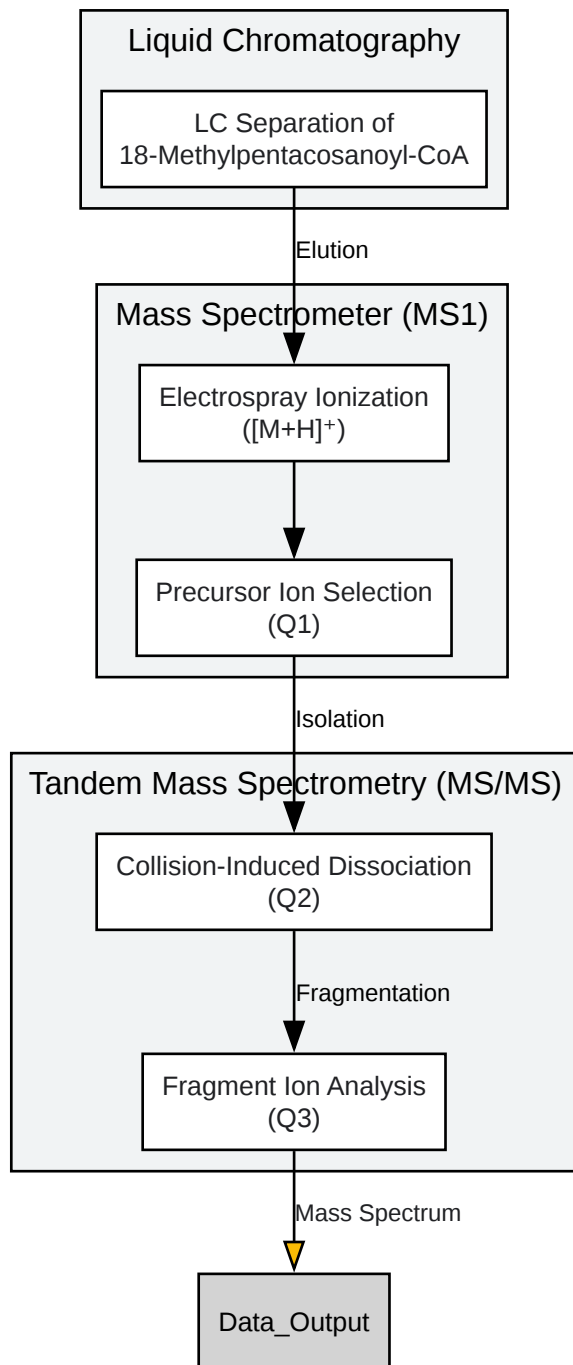 Liquid Chromatography
LC Separation of
18-Methylpentacosanoyl-CoA
Elution
Mass Spectrometer (MS1)
Electrospray Ionization
([M+H]⁺)
Precursor Ion Selection
(Q1)
Isolation
Tandem Mass Spectrometry (MS/MS)
Collision-Induced Dissociation
(Q2)
Fragmentation
Fragment Ion Analysis
(Q3)
Mass Spectrum
Data_Output